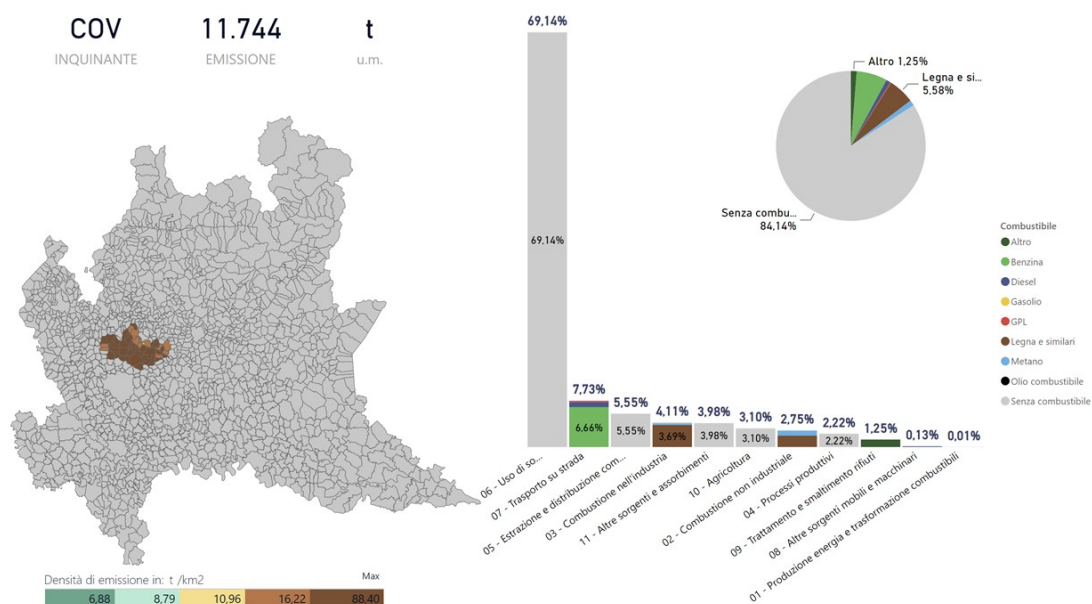 COV 11.744 t
INQUINANTE EMISSIONE u.m.
69,14%
Altro 1,25%
Legna e si...
5,58%
Senza combu...
84,14%
69,14%
Combustibile
Altro
Benzina
Diesel
Gasolio
GPL
Legna e similari
Metano
Olio combustibile
Senza combustibile
7,73% 5,55% 4,11% 3,98% 3,10% 2,75% 2,22% 1,25% 0,13% 0,01%
6,66% 5,55% 3,69% 3,98% 3,10% 2,22%
06 - Uso di so...
07 - Trasporto su strada
05 - Estrazione e distribuzione com...
03 - Combustione nell'industria
11 - Altre sorgenti e assorbimenti
10 - Agricoltura
02 - Combustione non industriale
04 - Processi produttivi
09 - Trattamento e smaltimento rifiuti
08 - Altre sorgenti mobili e macchinari
01 - Produzione energia e trasformazione combustibili
Densità di emissione in: t /km2 Max
6,88 8,79 10,96 16,22 88,40